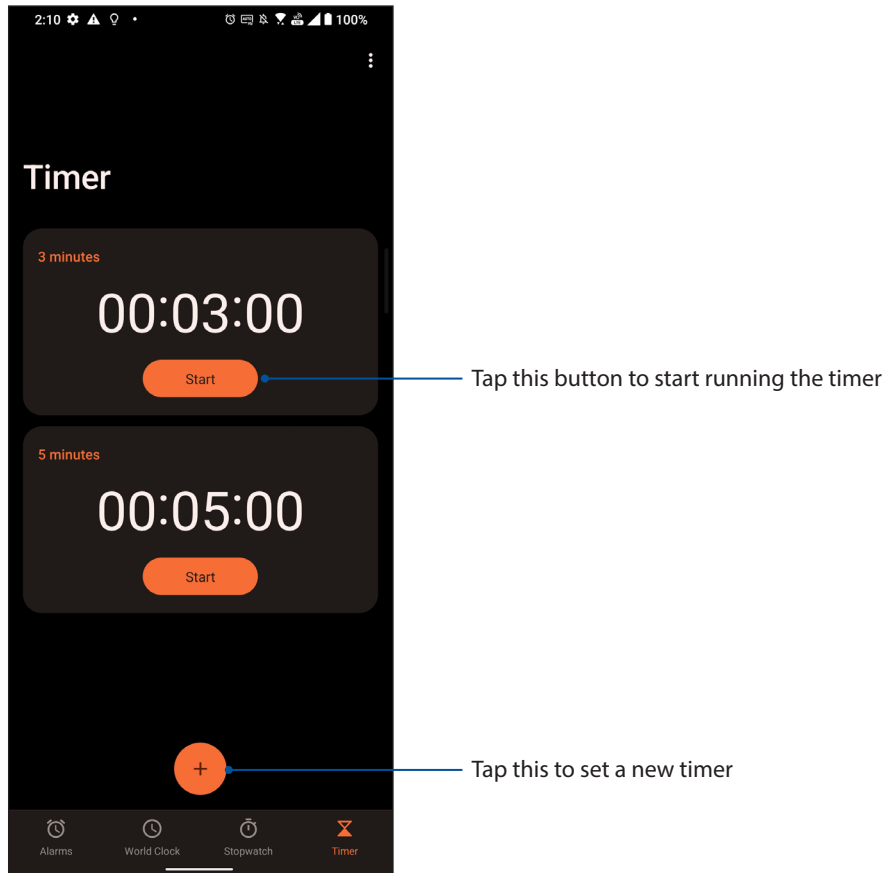 2:10 100%
Timer
3 minutes
00:03:00
Start
Tap this button to start running the timer
5 minutes
00:05:00
Start
+
Tap this to set a new timer
Alarms World Clock Stopwatch Timer